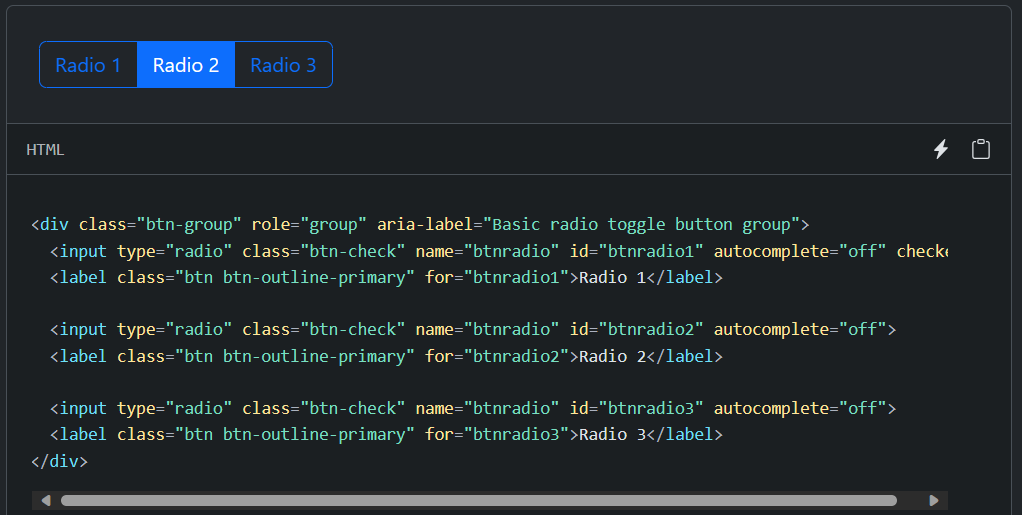 Radio 1 Radio 2 Radio 3
HTML
<div class="btn-group" role="group" aria-label="Basic radio toggle button group">
  <input type="radio" class="btn-check" name="btnradio" id="btnradio1" autocomplete="off" checke
  <label class="btn btn-outline-primary" for="btnradio1">Radio 1</label>
  <input type="radio" class="btn-check" name="btnradio" id="btnradio2" autocomplete="off">
  <label class="btn btn-outline-primary" for="btnradio2">Radio 2</label>
  <input type="radio" class="btn-check" name="btnradio" id="btnradio3" autocomplete="off">
  <label class="btn btn-outline-primary" for="btnradio3">Radio 3</label>
</div>